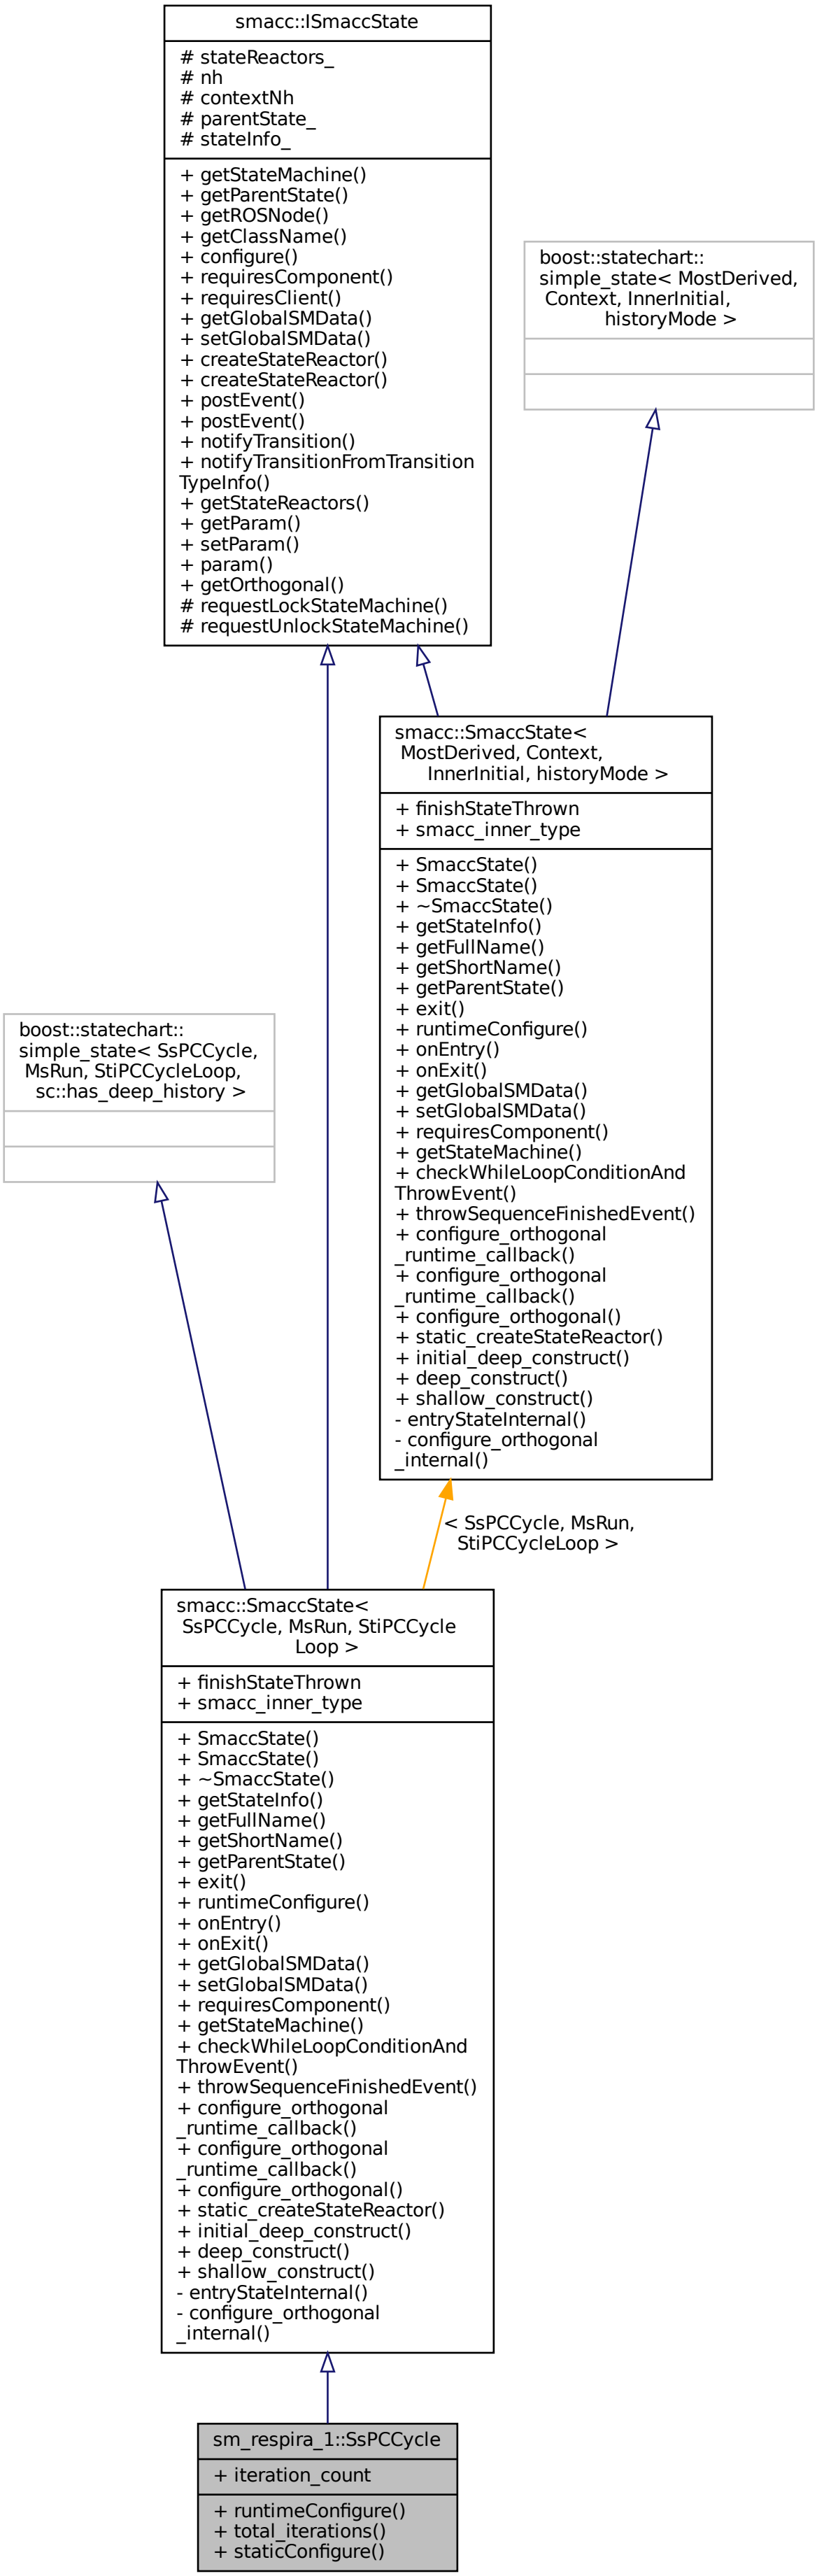 smacc::ISmaccState
# stateReactors_
# nh
# contextNh
# parentState_
# stateInfo_
+ getStateMachine()
+ getParentState()
+ getROSNode()
+ getClassName()
+ configure()
+ requiresComponent()
+ requiresClient()
+ getGlobalSMData()
+ setGlobalSMData()
+ createStateReactor()
+ createStateReactor()
+ postEvent()
+ postEvent()
+ notifyTransition()
+ notifyTransitionFromTransition
TypeInfo()
+ getStateReactors()
+ getParam()
+ setParam()
+ param()
+ getOrthogonal()
# requestLockStateMachine()
# requestUnlockStateMachine()
boost::statechart::
simple_state< MostDerived,
Context, InnerInitial,
historyMode >
smacc::SmaccState<
MostDerived, Context,
InnerInitial, historyMode >
+ finishStateThrown
+ smacc_inner_type
+ SmaccState()
+ SmaccState()
+ ~SmaccState()
+ getStateInfo()
+ getFullName()
+ getShortName()
+ getParentState()
+ exit()
+ runtimeConfigure()
+ onEntry()
+ onExit()
+ getGlobalSMData()
+ setGlobalSMData()
+ requiresComponent()
+ getStateMachine()
+ checkWhileLoopConditionAnd
ThrowEvent()
+ throwSequenceFinishedEvent()
+ configure_orthogonal
_runtime_callback()
+ configure_orthogonal
_runtime_callback()
+ configure_orthogonal()
+ static_createStateReactor()
+ initial_deep_construct()
+ deep_construct()
+ shallow_construct()
- entryStateInternal()
- configure_orthogonal
_internal()
boost::statechart::
simple_state< SsPCCycle,
MsRun, StiPCCycleLoop,
sc::has_deep_history >
< SsPCCycle, MsRun,
StiPCCycleLoop >
smacc::SmaccState<
SsPCCycle, MsRun, StiPCCycle
Loop >
+ finishStateThrown
+ smacc_inner_type
+ SmaccState()
+ SmaccState()
+ ~SmaccState()
+ getStateInfo()
+ getFullName()
+ getShortName()
+ getParentState()
+ exit()
+ runtimeConfigure()
+ onEntry()
+ onExit()
+ getGlobalSMData()
+ setGlobalSMData()
+ requiresComponent()
+ getStateMachine()
+ checkWhileLoopConditionAnd
ThrowEvent()
+ throwSequenceFinishedEvent()
+ configure_orthogonal
_runtime_callback()
+ configure_orthogonal
_runtime_callback()
+ configure_orthogonal()
+ static_createStateReactor()
+ initial_deep_construct()
+ deep_construct()
+ shallow_construct()
- entryStateInternal()
- configure_orthogonal
_internal()
sm_respira_1::SsPCCycle
+ iteration_count
+ runtimeConfigure()
+ total_iterations()
+ staticConfigure()